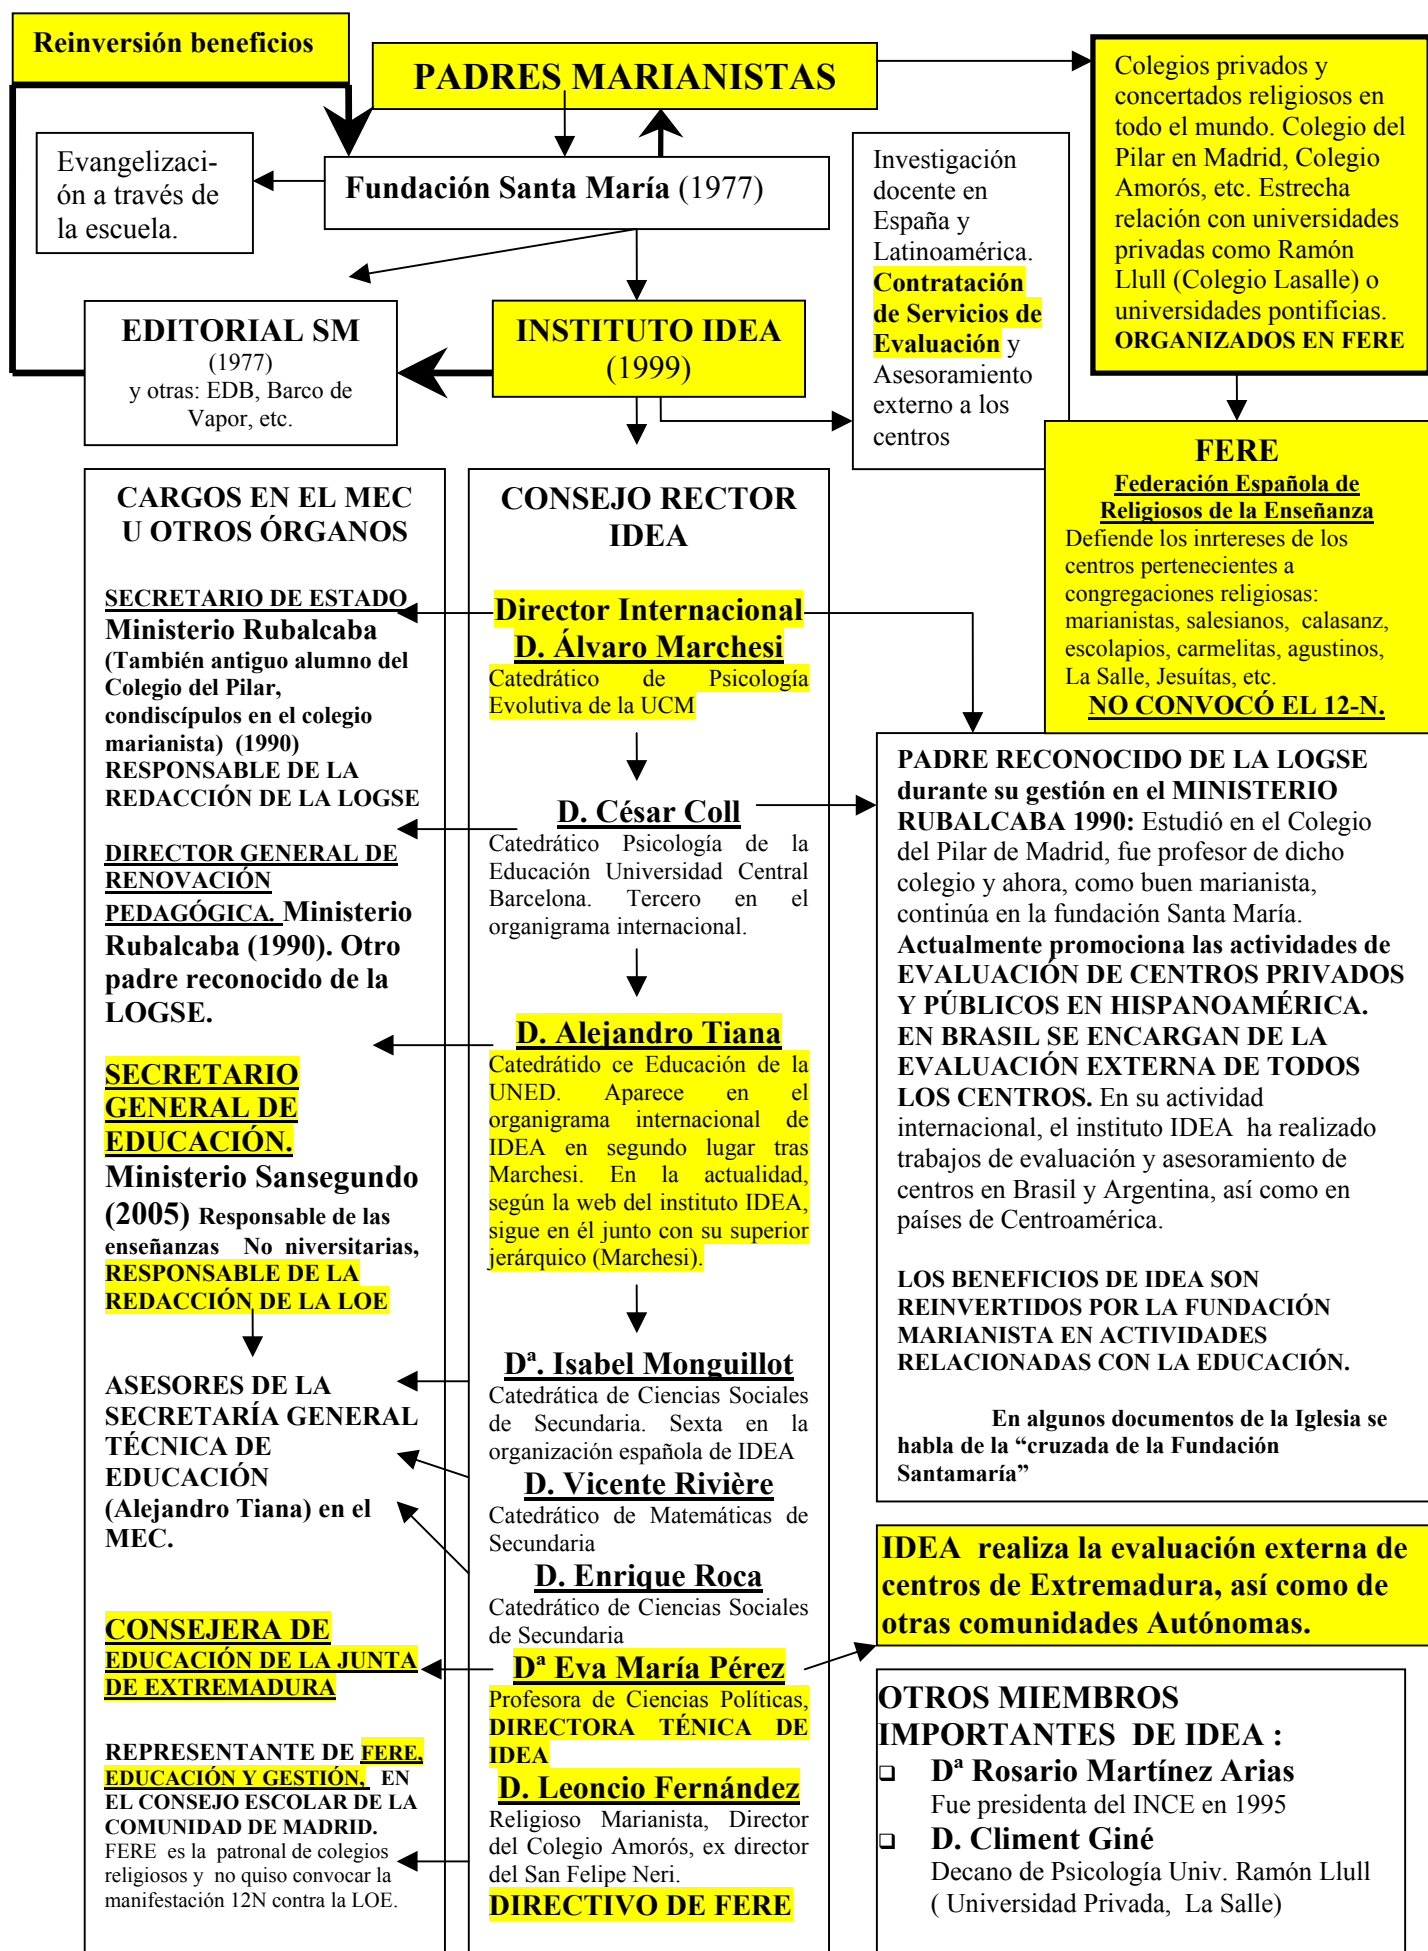 Reinversión beneficios
PADRES MARIANISTAS
Colegios privados y
concertados religiosos en
todo el mundo. Colegio del
Pilar en Madrid, Colegio
Amorós, etc. Estrecha
relación con universidades
privadas como Ramón
Llull (Colegio Lasalle) o
universidades pontificias.
ORGANIZADOS EN FERE
Evangelizaci-
ón a través de
la escuela.
Fundación Santa María (1977)
Investigación
docente en
España y
Latinoamérica.
Contratación
de Servicios de
Evaluación y
Asesoramiento
externo a los
centros
EDITORIAL SM
(1977)
y otras: EDB, Barco de
Vapor, etc.
INSTITUTO IDEA
(1999)
FERE
Federación Española de
Religiosos de la Enseñanza
Defiende los inrtereses de los
centros pertenecientes a
congregaciones religiosas:
marianistas, salesianos, calasanz,
escolapios, carmelitas, agustinos,
La Salle, Jesuítas, etc.
NO CONVOCÓ EL 12-N.
CARGOS EN EL MEC
U OTROS ÓRGANOS
SECRETARIO DE ESTADO
Ministerio Rubalcaba
(También antiguo alumno del
Colegio del Pilar,
condiscípulos en el colegio
marianista) (1990)
RESPONSABLE DE LA
REDACCIÓN DE LA LOGSE
DIRECTOR GENERAL DE
RENOVACIÓN
PEDAGÓGICA. Ministerio
Rubalcaba (1990). Otro
padre reconocido de la
LOGSE.
SECRETARIO
GENERAL DE
EDUCACIÓN.
Ministerio Sansegundo
(2005) Responsable de las
enseñanzas No niversitarias,
RESPONSABLE DE LA
REDACCIÓN DE LA LOE
ASESORES DE LA
SECRETARÍA GENERAL
TÉCNICA DE
EDUCACIÓN
(Alejandro Tiana) en el
MEC.
CONSEJERA DE
EDUCACIÓN DE LA JUNTA
DE EXTREMADURA
REPRESENTANTE DE FERE,
EDUCACIÓN Y GESTIÓN, EN
EL CONSEJO ESCOLAR DE LA
COMUNIDAD DE MADRID.
FERE es la patronal de colegios
religiosos y no quiso convocar la
manifestación 12N contra la LOE.
CONSEJO RECTOR
IDEA
Director Internacional
D. Álvaro Marchesi
Catedrático de Psicología
Evolutiva de la UCM
D. César Coll
Catedrático Psicología de la
Educación Universidad Central
Barcelona. Tercero en el
organigrama internacional.
D. Alejandro Tiana
Catedrátido ce Educación de la
UNED. Aparece en el
organigrama internacional de
IDEA en segundo lugar tras
Marchesi. En la actualidad,
según la web del instituto IDEA,
sigue en él junto con su superior
jerárquico (Marchesi).
Dª. Isabel Monguillot
Catedrática de Ciencias Sociales
de Secundaria. Sexta en la
organización española de IDEA
D. Vicente Rivière
Catedrático de Matemáticas de
Secundaria
D. Enrique Roca
Catedrático de Ciencias Sociales
de Secundaria
Dª Eva María Pérez
Profesora de Ciencias Políticas,
DIRECTORA TÉNICA DE
IDEA
D. Leoncio Fernández
Religioso Marianista, Director
del Colegio Amorós, ex director
del San Felipe Neri.
DIRECTIVO DE FERE
PADRE RECONOCIDO DE LA LOGSE
durante su gestión en el MINISTERIO
RUBALCABA 1990: Estudió en el Colegio
del Pilar de Madrid, fue profesor de dicho
colegio y ahora, como buen marianista,
continúa en la fundación Santa María.
Actualmente promociona las actividades de
EVALUACIÓN DE CENTROS PRIVADOS
Y PÚBLICOS EN HISPANOAMÉRICA.
EN BRASIL SE ENCARGAN DE LA
EVALUACIÓN EXTERNA DE TODOS
LOS CENTROS. En su actividad
internacional, el instituto IDEA ha realizado
trabajos de evaluación y asesoramiento de
centros en Brasil y Argentina, así como en
países de Centroamérica.
LOS BENEFICIOS DE IDEA SON
REINVERTIDOS POR LA FUNDACIÓN
MARIANISTA EN ACTIVIDADES
RELACIONADAS CON LA EDUCACIÓN.
En algunos documentos de la Iglesia se
habla de la “cruzada de la Fundación
Santamaría”
IDEA realiza la evaluación externa de
centros de Extremadura, así como de
otras comunidades Autónomas.
OTROS MIEMBROS
IMPORTANTES DE IDEA :
❑ Dª Rosario Martínez Arias
Fue presidenta del INCE en 1995
❑ D. Climent Giné
Decano de Psicología Univ. Ramón Llull
( Universidad Privada, La Salle)